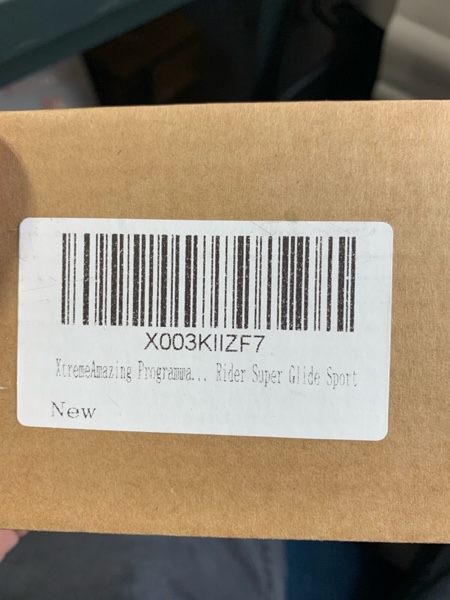 X003KIIZF7
XtremeAmazing Programma... Rider Super Glide Sport
New